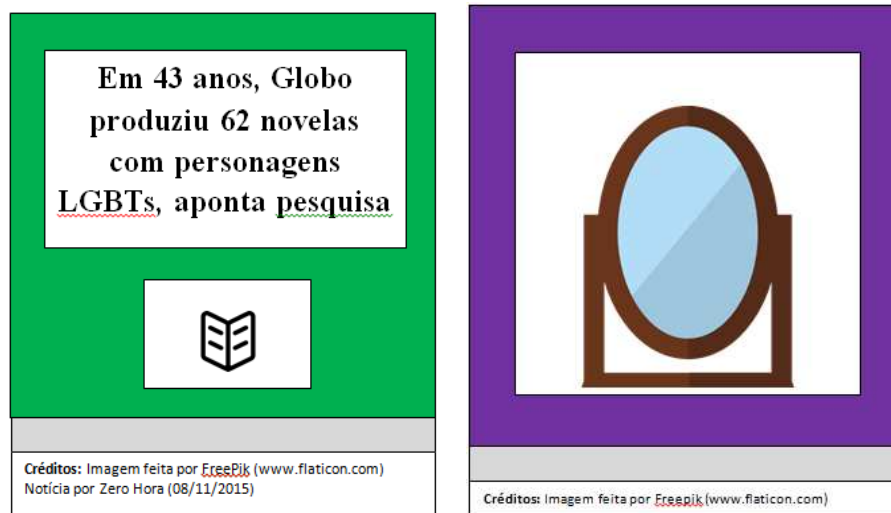 Em 43 anos, Globo
produziu 62 novelas
com personagens
LGBTs, aponta pesquisa
Créditos: Imagem feita por FreePik (www.flaticon.com)
Notícia por Zero Hora (08/11/2015)
Créditos: Imagem feita por Freepik (www.flaticon.com)